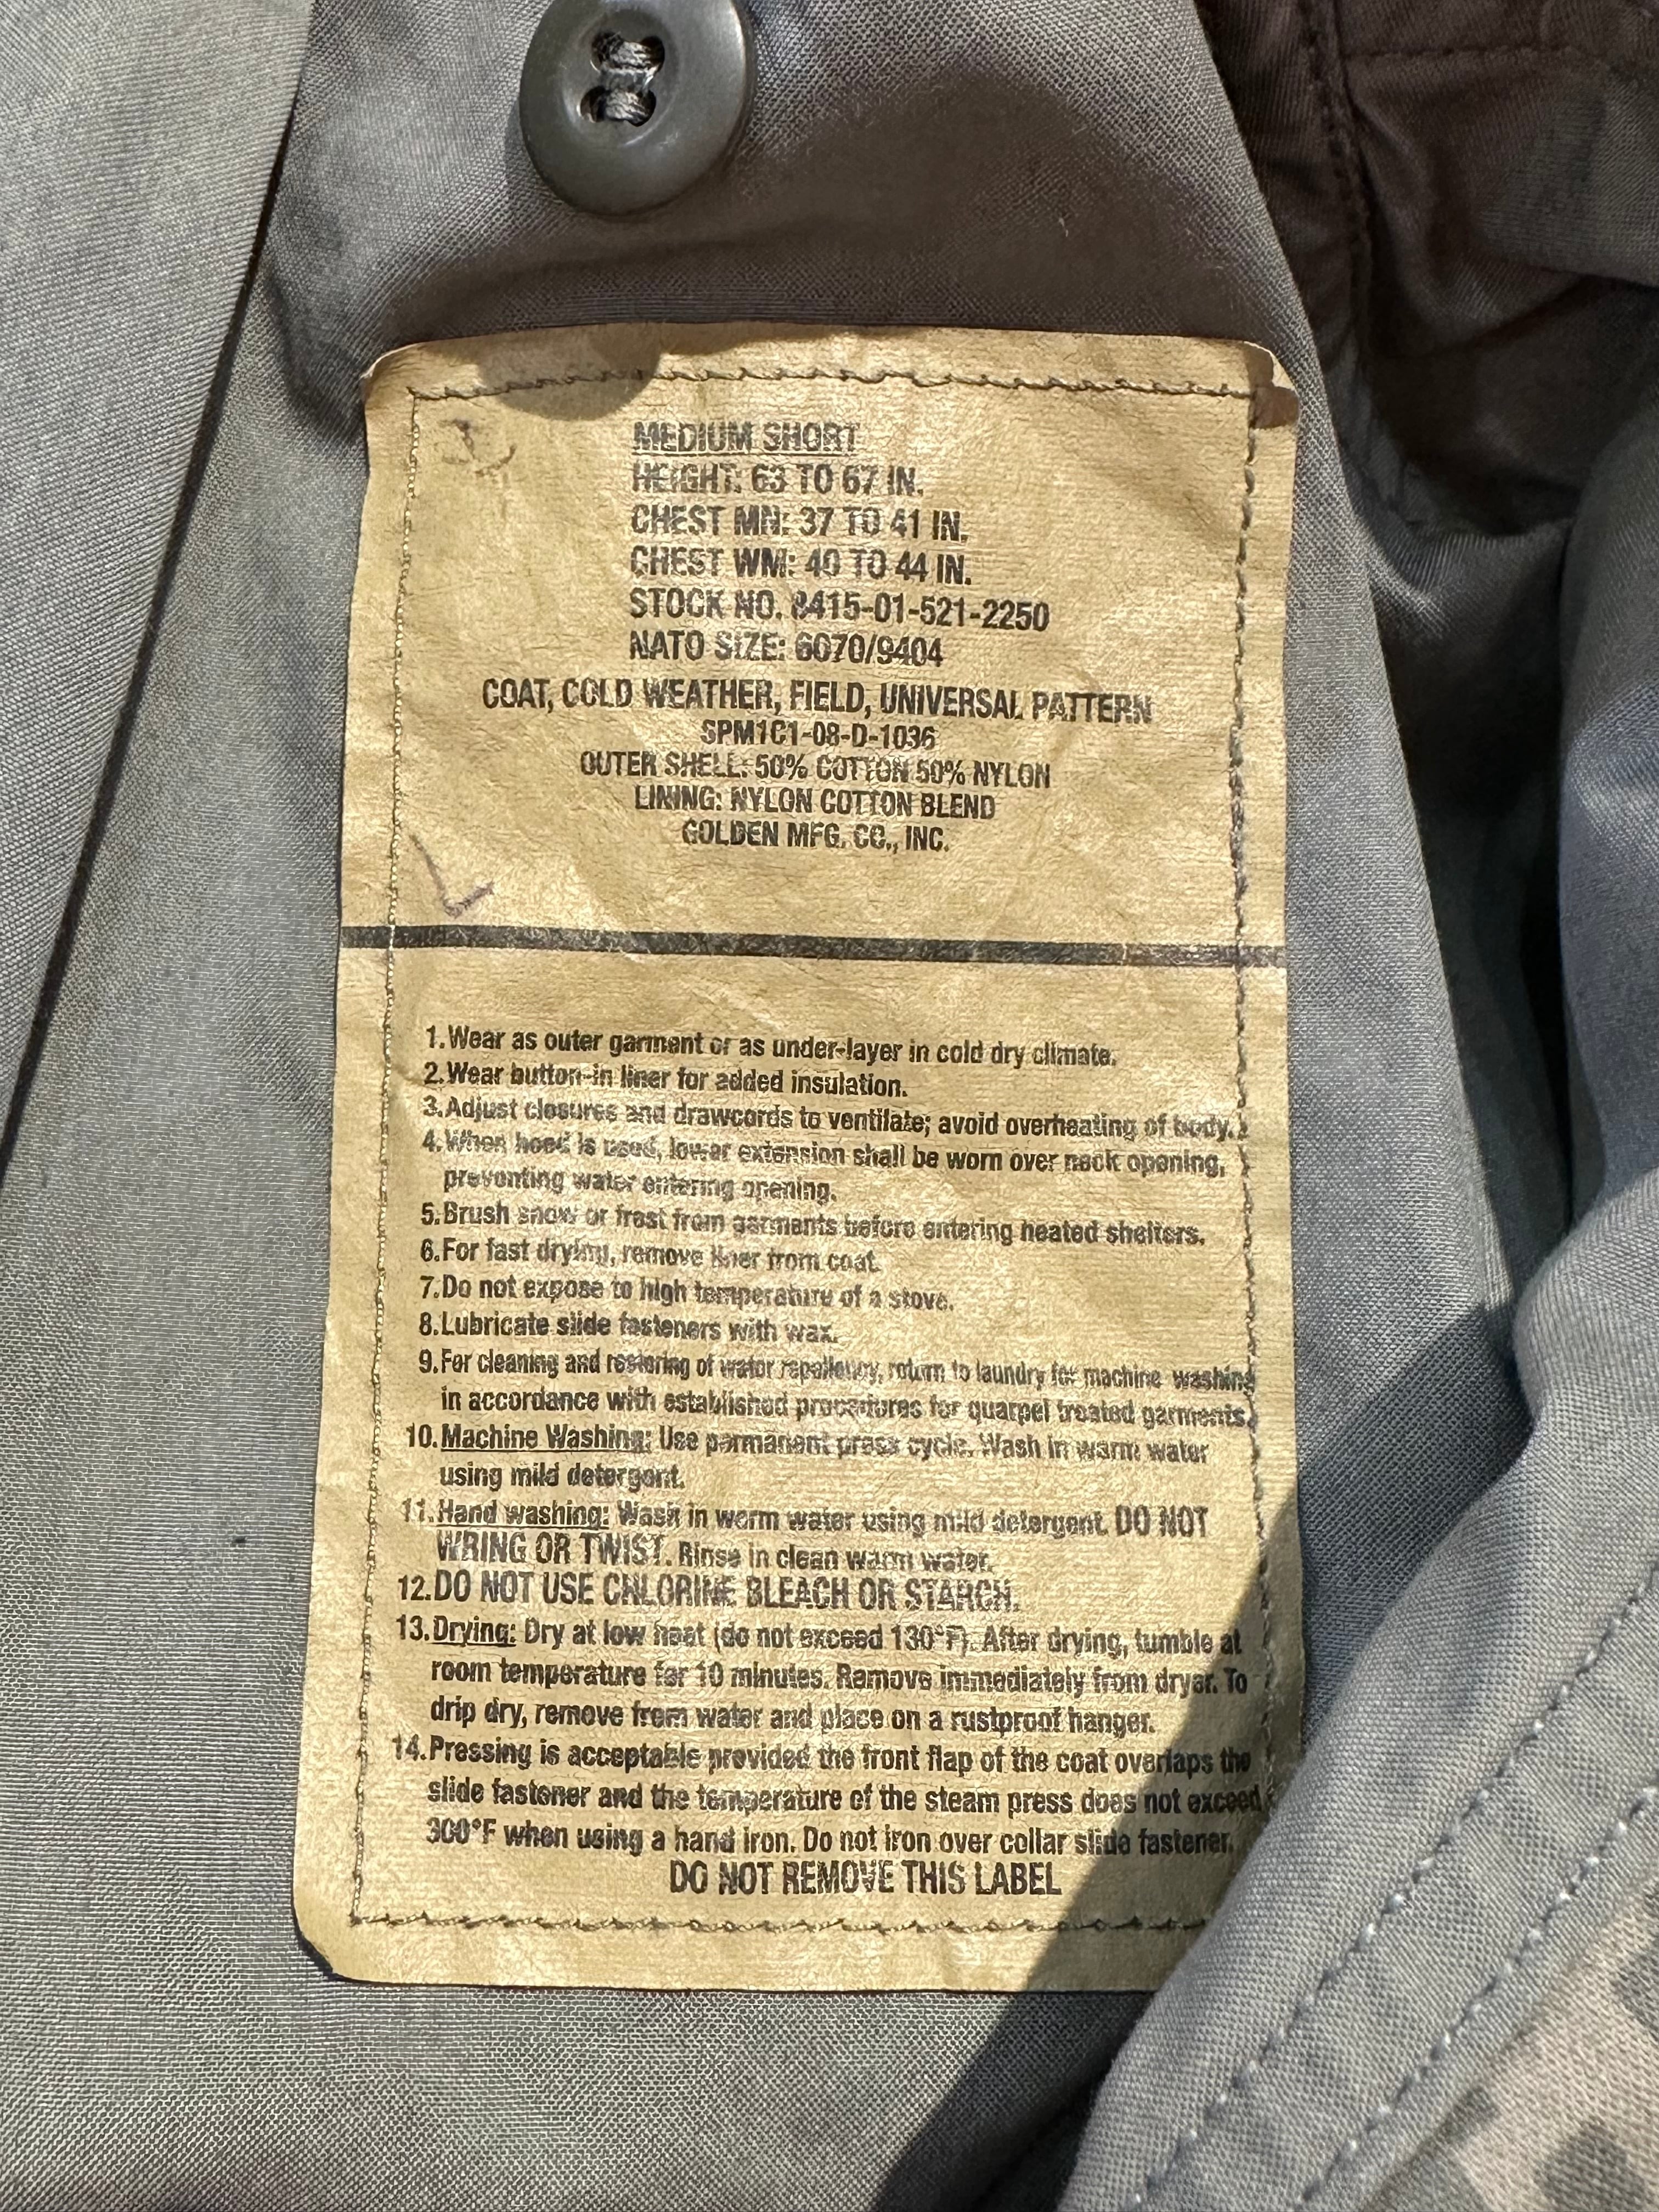 MEDIUM SHORT
HEIGHT: 63 TO 67 IN.
CHEST MN: 37 TO 41 IN.
CHEST WM: 40 TO 44 IN.
STOCK NO. 8415-01-521-2250
NATO SIZE: 6070/9404
COAT, COLD WEATHER, FIELD, UNIVERSAL PATTERN
SPM1C1-08-D-1036
OUTER SHELL: 50% COTTON 50% NYLON
LINING: NYLON COTTON BLEND
GOLDEN MFG. CO., INC.
L
1. Wear as outer garment or as under-layer in cold dry climate.
2. Wear button-in liner for added insulation.
3. Adjust closures and drawcords to ventilate; avoid overheating of body.
4. When hood is used, lower extension shall be worn over neck opening,
preventing water entering opening.
5. Brush snow or frost from garments before entering heated shelters.
6. For fast drying, remove liner from coat.
7. Do not expose to high temperature of a stove.
8. Lubricate slide fasteners with wax.
9. For cleaning and restoring of water repellency, return to laundry for machine washing
in accordance with established procedures for quarpel treated garments.
10. Machine Washing: Use permanent press cycle. Wash in warm water
using mild detergent.
11. Hand washing: Wash in warm water using mild detergent. DO NOT
WRING OR TWIST. Rinse in clean warm water.
12. DO NOT USE CHLORINE BLEACH OR STARCH.
13. Drying: Dry at low heat (do not exceed 130°F). After drying, tumble at
room temperature for 10 minutes. Remove immediately from dryer. To
drip dry, remove from water and place on a rustproof hanger.
14. Pressing is acceptable provided the front flap of the coat overlaps the
slide fastener and the temperature of the steam press does not exceed
300°F when using a hand iron. Do not iron over collar slide fastener.
DO NOT REMOVE THIS LABEL